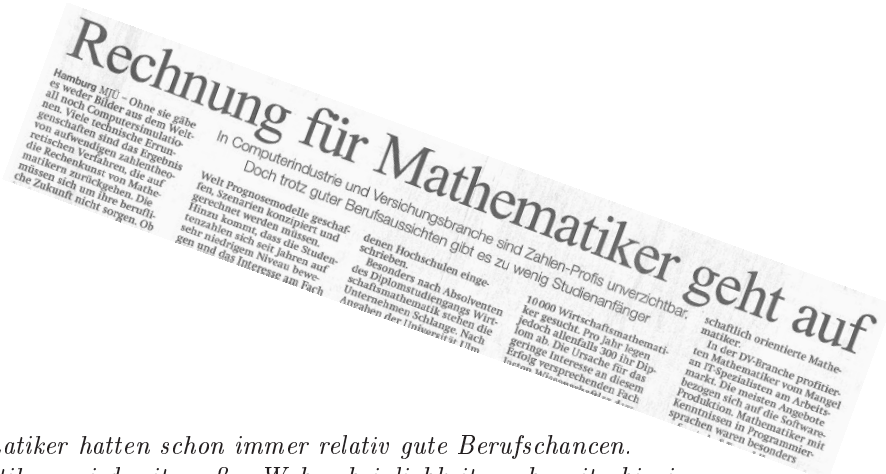 Rechnung für Mathematiker geht auf
In Computerindustrie und Versichungsbranche sind Zahlen-Profis unverzichtbar.
Doch trotz guter Berufsaussichten gibt es zu wenig Studienanfänger
Hamburg MJÜ – Ohne sie gäbe
es weder Bilder aus dem Welt-
all noch Computersimulatio-
nen. Viele technische Errun-
genschaften sind das Ergebnis
von aufwendigen zahlentheo-
retischen Verfahren, die auf
die Rechenkunst von Mathe-
matikern zurückgehen. Die
müssen sich um ihre berufli-
che Zukunft nicht sorgen. Ob
Welt Prognosemodelle geschaf-
fen, Szenarien konzipiert und
gerechnet werden müssen.
Hinzu kommt, dass die Studen-
tenzahlen sich seit Jahren auf
sehr niedrigem Niveau bewe-
gen und das Interesse am Fach
denen Hochschulen einge-
schrieben.
Besonders nach Absolventen
des Diplomstudiengangs Wirt-
schaftsmathematik stehen die
Unternehmen Schlange. Nach
Angaben der Universität Ulm
10 000 Wirtschaftsmathemati-
ker gesucht. Pro Jahr legen
jedoch allenfalls 300 ihr Dip-
lom ab. Die Ursache für das
geringe Interesse an diesem
Erfolg versprechenden Fach
schaftlich orientierte Mathe-
matiker.
In der DV-Branche profitier-
ten Mathematiker vom Mangel
an IT-Spezialisten am Arbeits-
markt. Die meisten Angebote
bezogen sich auf die Software-
Produktion. Mathematiker mit
Kenntnissen in Programmier-
sprachen waren besonders
atiker hatten schon immer relativ gute Berufschancen.